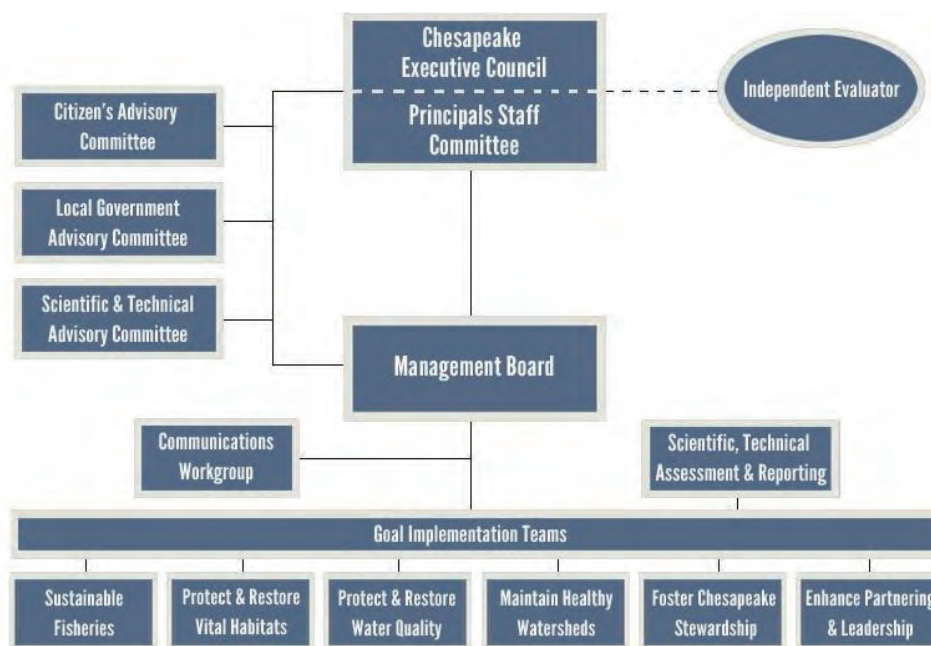 Chesapeake
Executive Council
Principals Staff
Committee
Independent Evaluator
Citizen's Advisory
Committee
Local Government
Advisory Committee
Scientific & Technical
Advisory Committee
Management Board
Communications
Workgroup
Scientific, Technical
Assessment & Reporting
Goal Implementation Teams
Sustainable
Fisheries
Protect & Restore
Vital Habitats
Protect & Restore
Water Quality
Maintain Healthy
Watersheds
Foster Chesapeake
Stewardship
Enhance Partnering
& Leadership